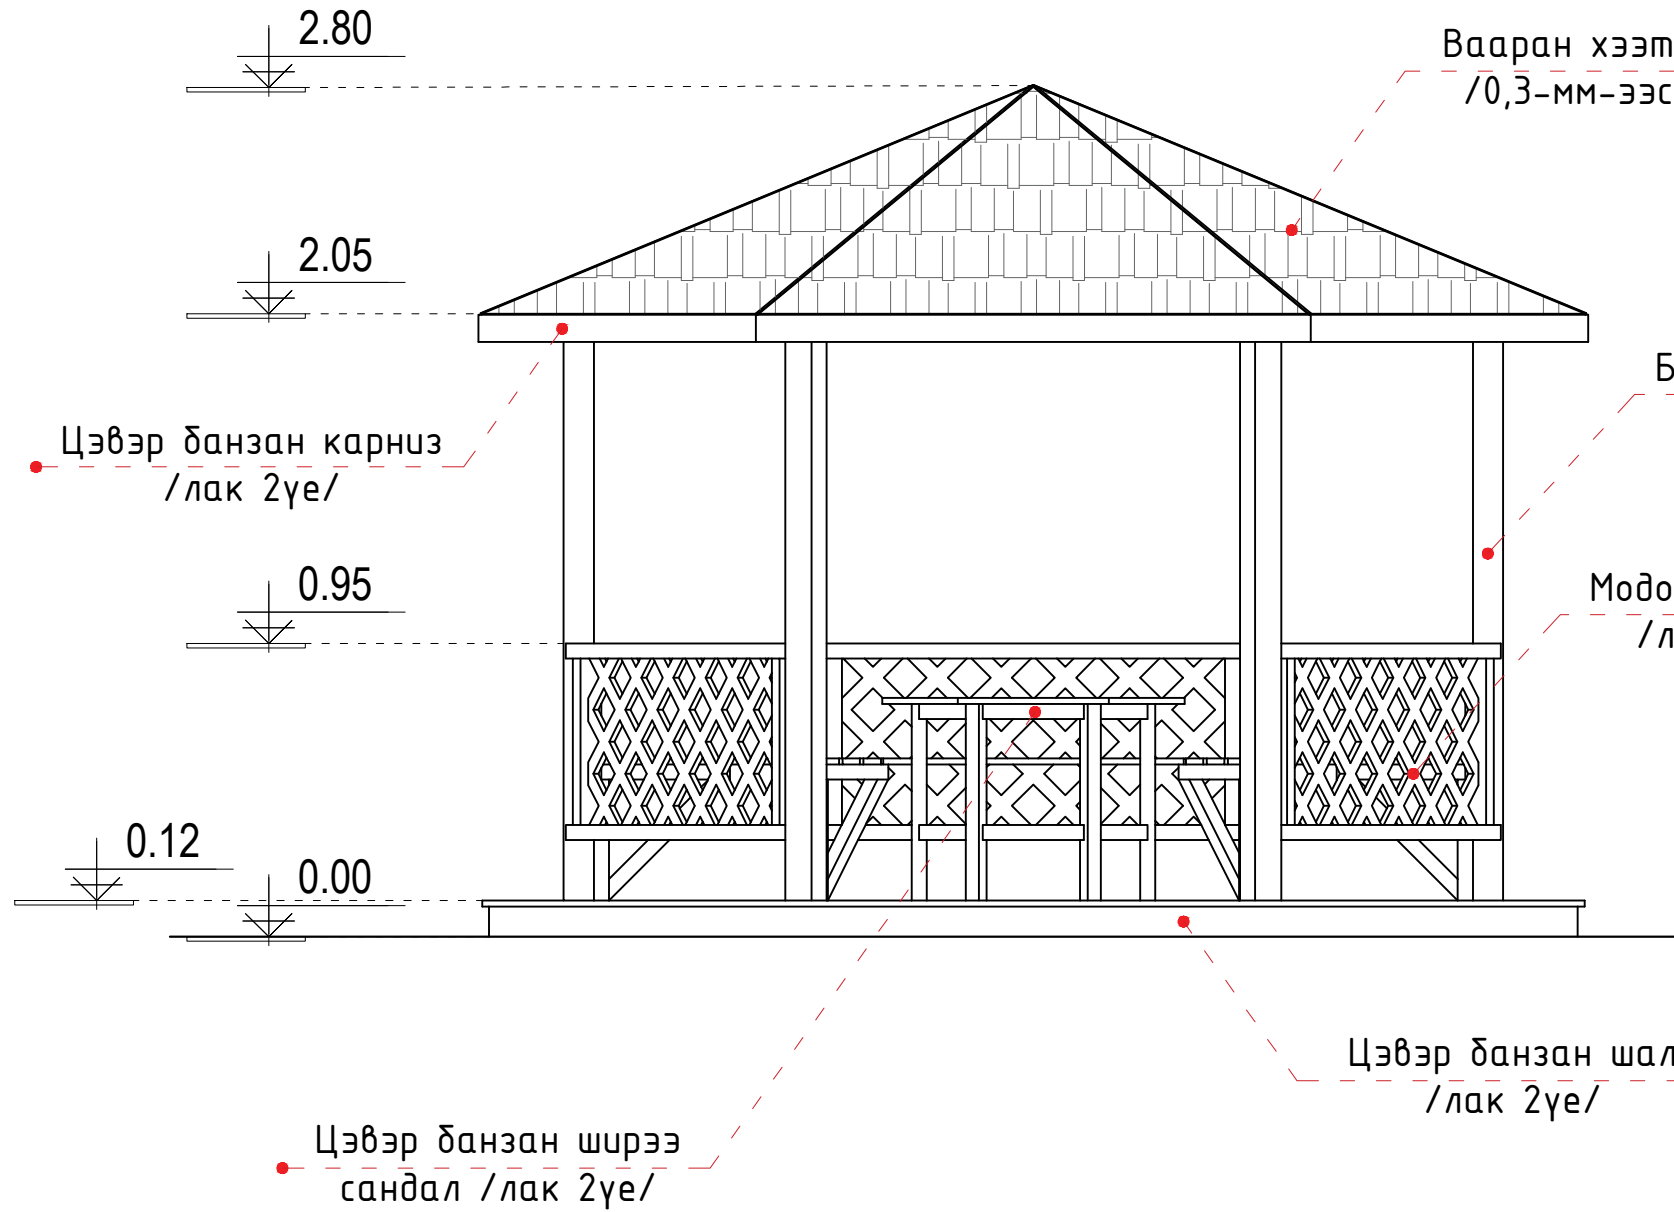 2.80
Вааран хээт
/0,3-мм-ээс
2.05
Б
Цэвэр банзан карниз
/лак 2үе/
0.95
Модо
/л
0.12
0.00
Цэвэр банзан шал
/лак 2үе/
Цэвэр банзан ширээ
сандал /лак 2үе/